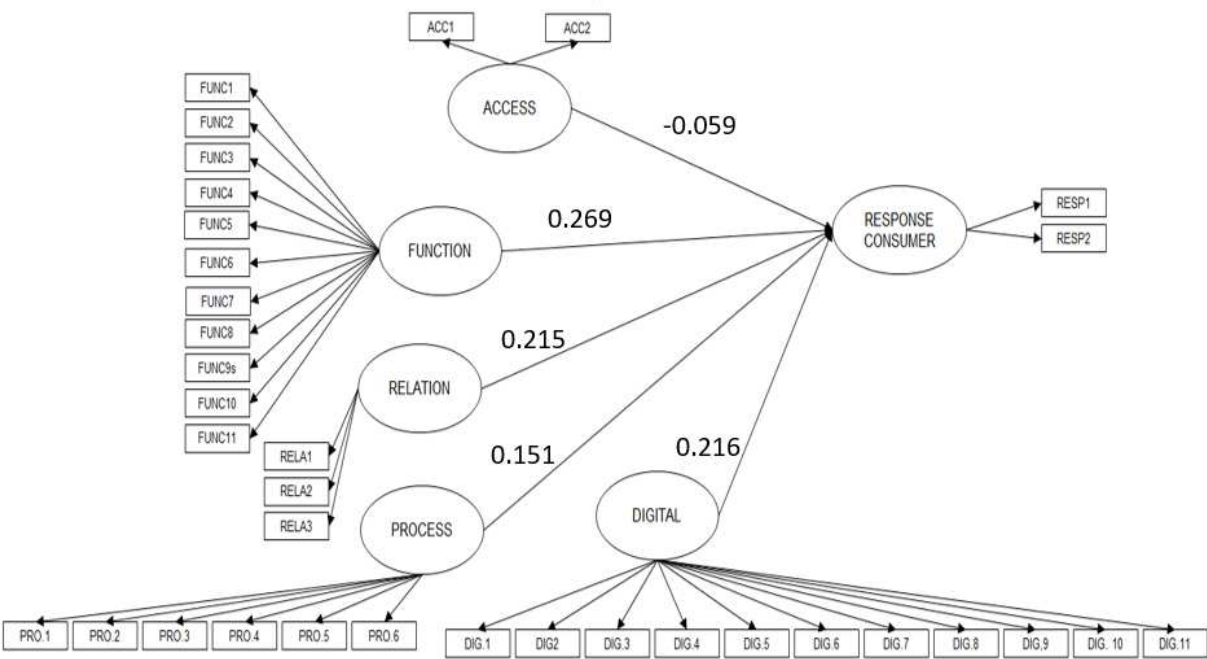 ACC1
ACC2
ACCESS
-0.059
FUNC1
FUNC2
FUNC3
FUNC4
FUNC5
FUNC6
FUNC7
FUNC8
FUNC9s
FUNC10
FUNC11
FUNCTION
0.269
RESPONSE
CONSUMER
RESP1
RESP2
RELATION
0.215
RELA1
RELA2
RELA3
PROCESS
0.151
DIGITAL
0.216
PRO.1
PRO.2
PRO.3
PRO.4
PRO.5
PRO.6
DIG.1
DIG2
DIG.3
DIG.4
DIG.5
DIG.6
DIG.7
DIG.8
DIG,9
DIG. 10
DIG.11